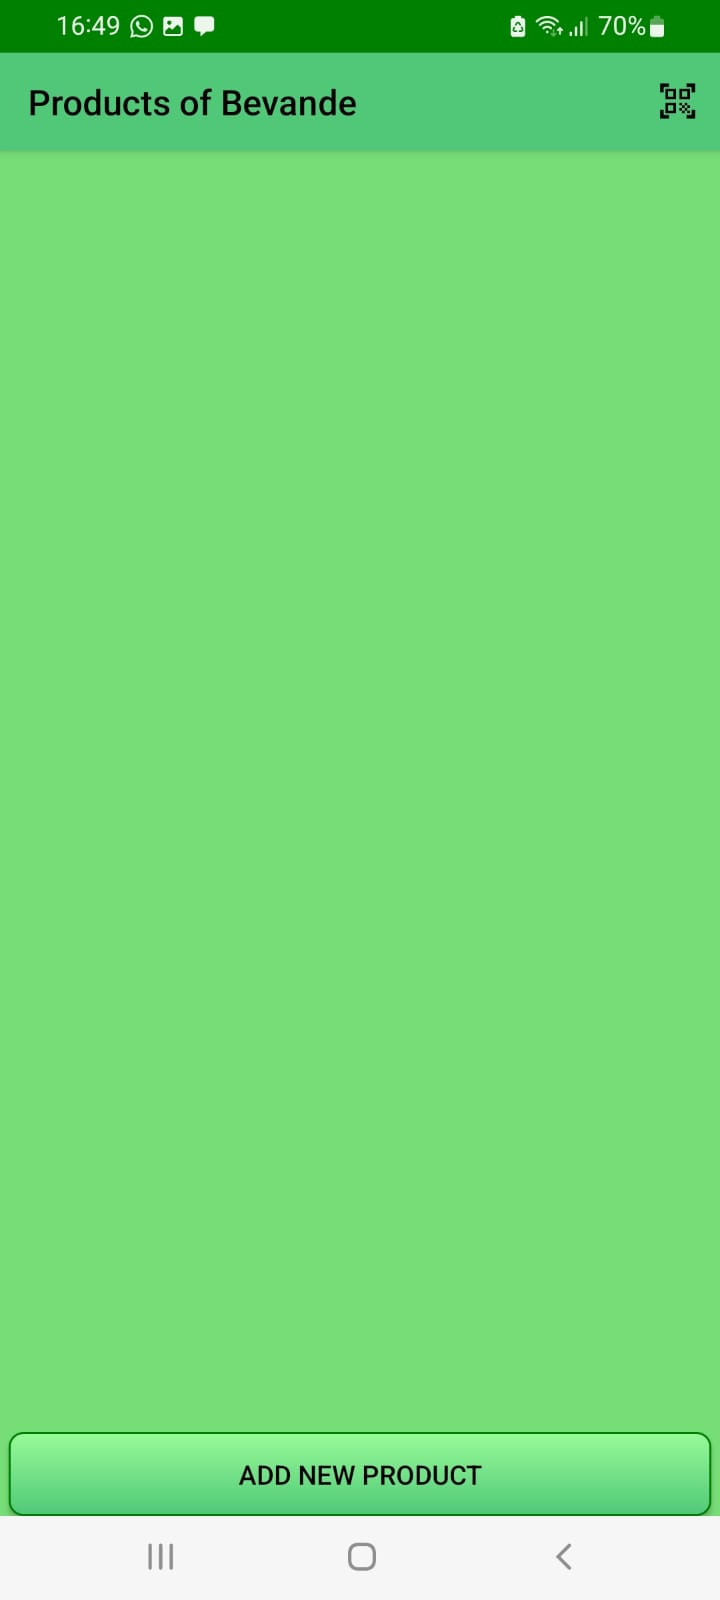 16:49
70%
Products of Bevande
ADD NEW PRODUCT